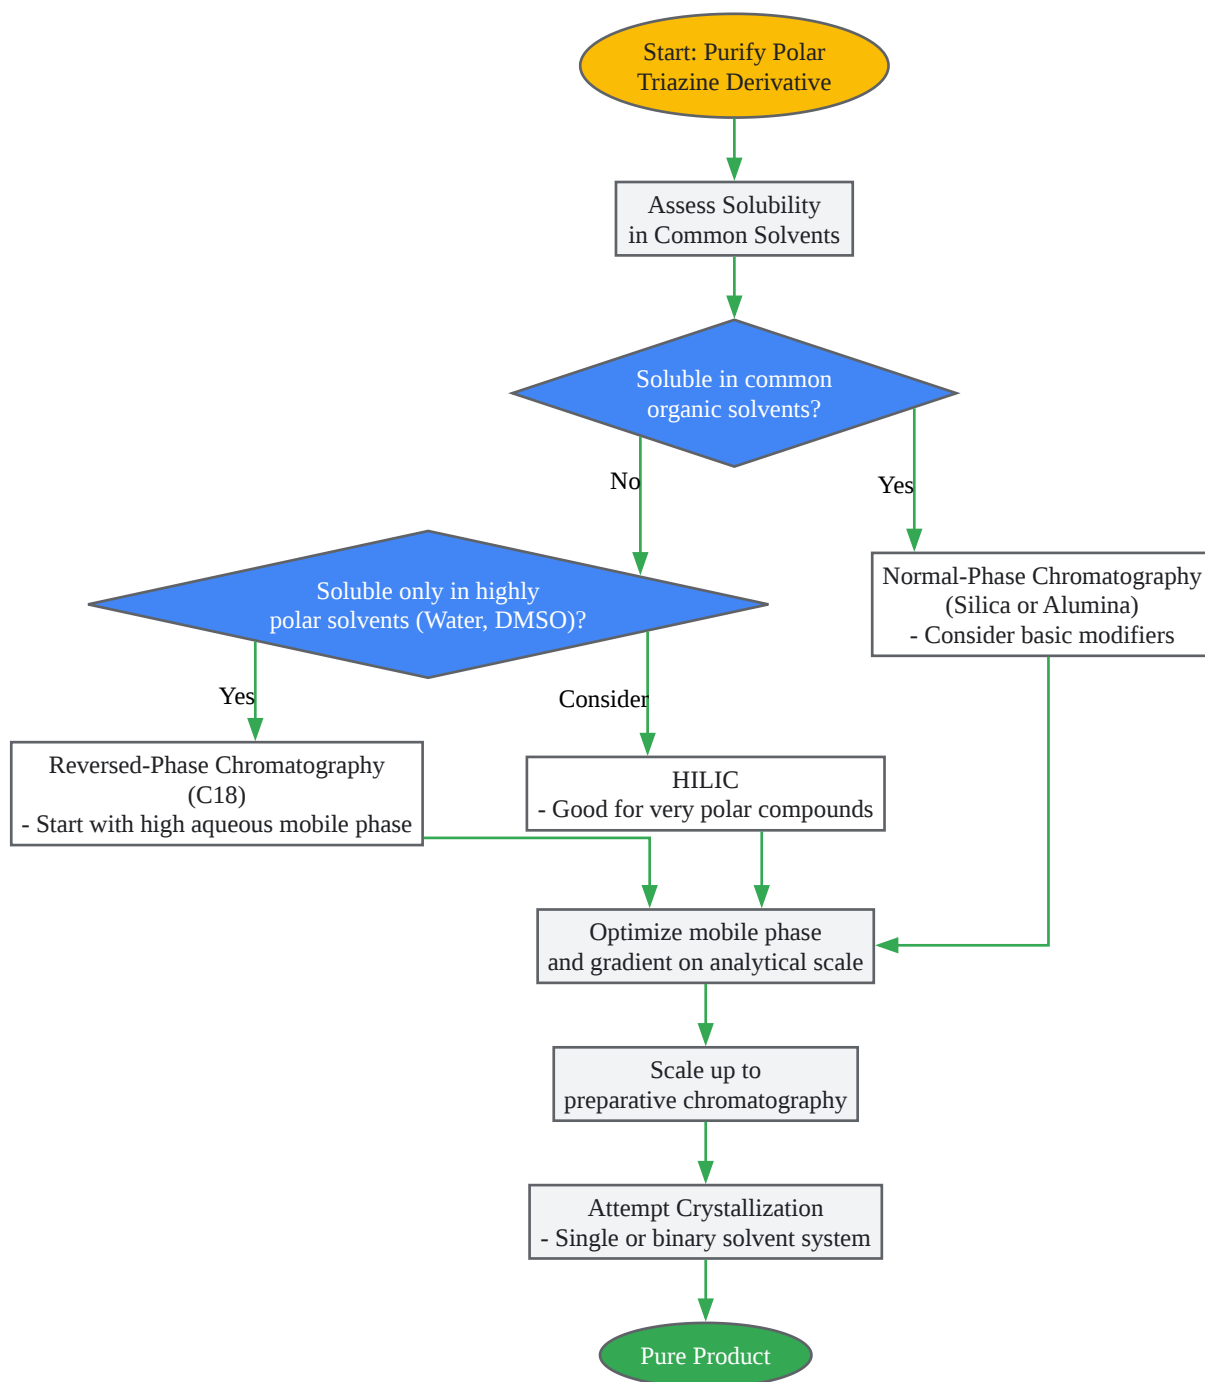 Start: Purify Polar
Triazine Derivative
Assess Solubility
in Common Solvents
Soluble in common
organic solvents?
No
Yes
Soluble only in highly
polar solvents (Water, DMSO)?
Normal-Phase Chromatography
(Silica or Alumina)
- Consider basic modifiers
Yes
Consider
Reversed-Phase Chromatography
(C18)
- Start with high aqueous mobile phase
HILIC
- Good for very polar compounds
Optimize mobile phase
and gradient on analytical scale
Scale up to
preparative chromatography
Attempt Crystallization
- Single or binary solvent system
Pure Product